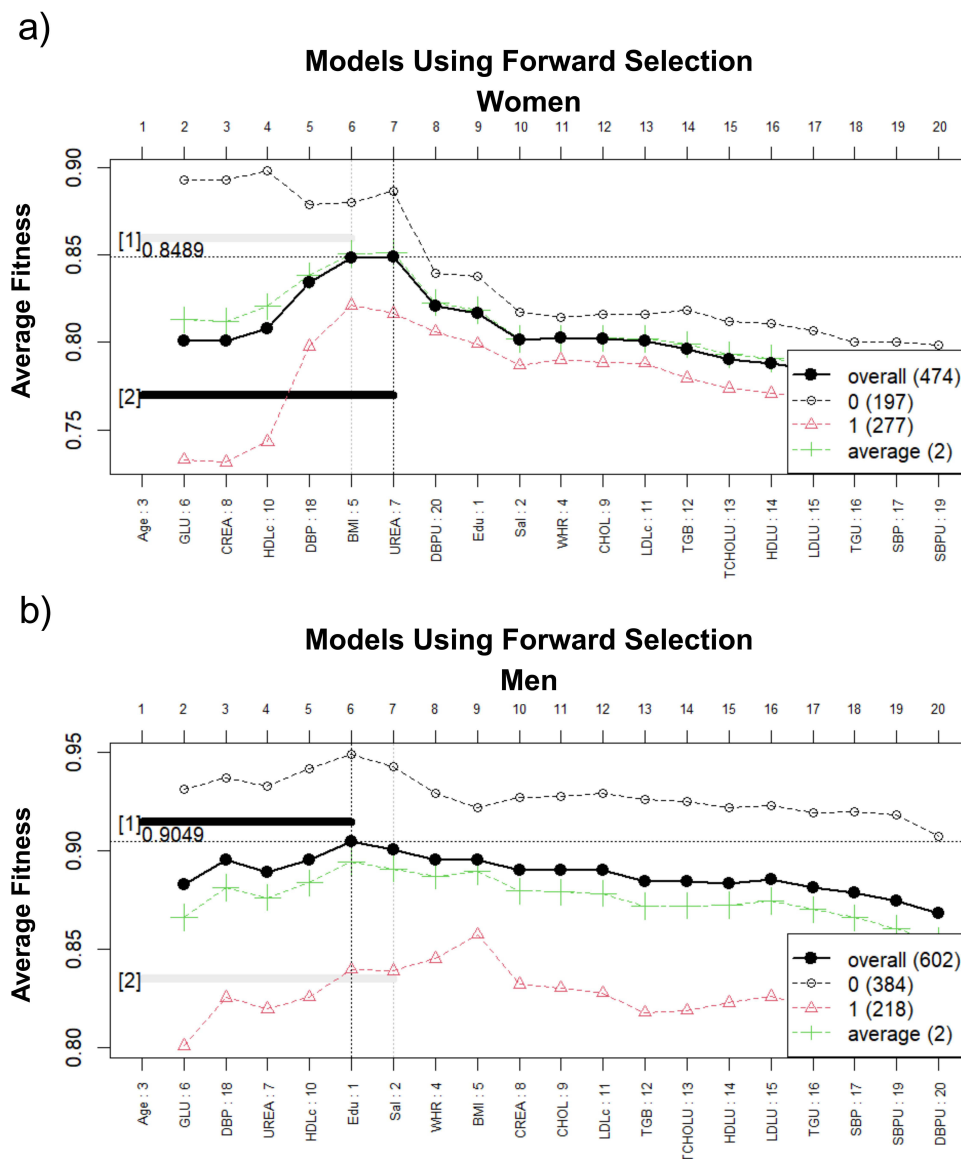 a)
Models Using Forward Selection
Women
1 2 3 4 5 6 7 8 9 10 11 12 13 14 15 16 17 18 19 20
Average Fitness
0.90
0.85
0.80
0.75
[1]
0.8489
[2]
overall (474)
0 (197)
1 (277)
average (2)
Age : 3
GLU : 6
CREA : 8
HDLc : 10
DBP : 18
BMI : 5
UREA : 7
DBPU : 20
Edu : 1
Sal : 2
WHR : 4
CHOL : 9
LDLc : 11
TGB : 12
TCHOLU : 13
HDLU : 14
LDLU : 15
TGU : 16
SBP : 17
SBPU : 19
b)
Models Using Forward Selection
Men
1 2 3 4 5 6 7 8 9 10 11 12 13 14 15 16 17 18 19 20
Average Fitness
0.95
0.90
0.85
0.80
[1]
0.9049
[2]
overall (602)
0 (384)
1 (218)
average (2)
Age : 3
GLU : 6
DBP : 18
UREA : 7
HDLc : 10
Edu : 1
Sal : 2
WHR : 4
BMI : 5
CREA : 8
CHOL : 9
LDLc : 11
TGB : 12
TCHOLU : 13
HDLU : 14
LDLU : 15
TGU : 16
SBP : 17
SBPU : 19
DBPU : 20